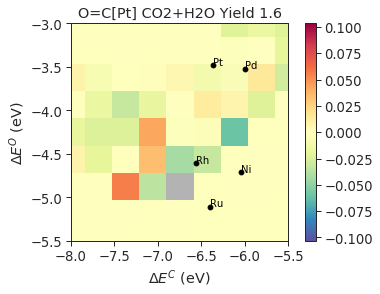 O=C[Pt] CO2+H2O Yield 1.6
−3.0
−3.5
−4.0
−4.5
−5.0
−5.5
ΔE^O (eV)
Pt
Pd
Rh
Ni
Ru
−8.0 −7.5 −7.0 −6.5 −6.0 −5.5
ΔE^C (eV)
0.100
0.075
0.050
0.025
0.000
−0.025
−0.050
−0.075
−0.100